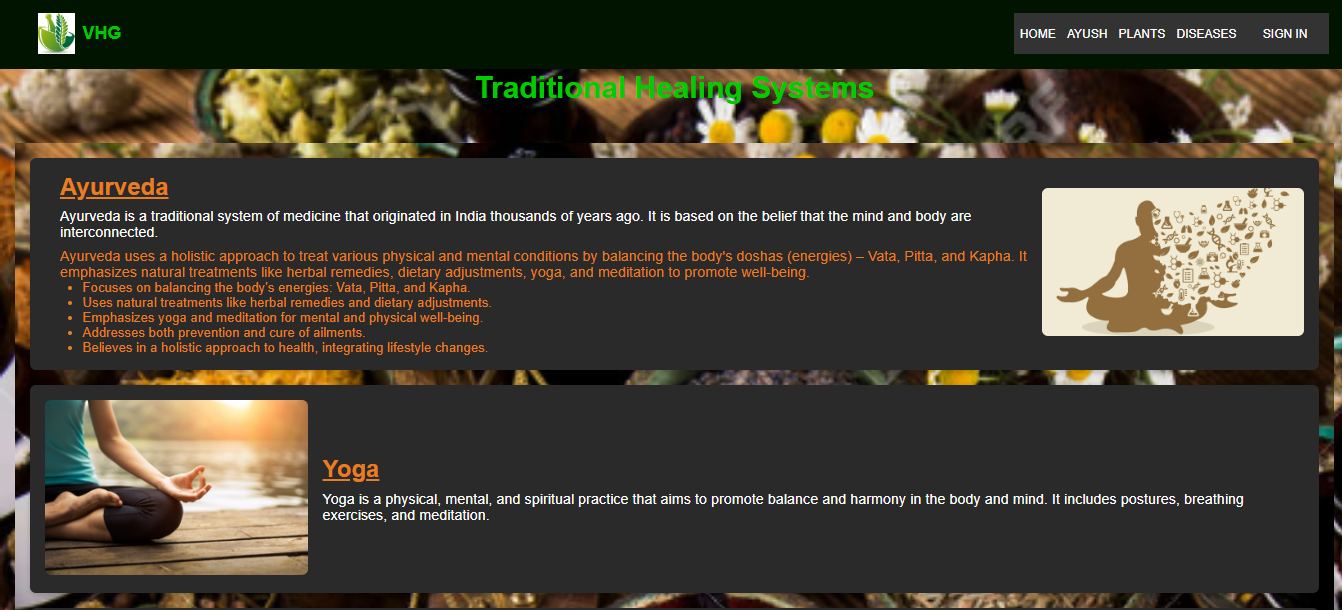 VHG
HOME AYUSH PLANTS DISEASES SIGN IN
Traditional Healing Systems
Ayurveda
Ayurveda is a traditional system of medicine that originated in India thousands of years ago. It is based on the belief that the mind and body are
interconnected.
Ayurveda uses a holistic approach to treat various physical and mental conditions by balancing the body's doshas (energies) – Vata, Pitta, and Kapha. It
emphasizes natural treatments like herbal remedies, dietary adjustments, yoga, and meditation to promote well-being.
• Focuses on balancing the body's energies: Vata, Pitta, and Kapha.
• Uses natural treatments like herbal remedies and dietary adjustments.
• Emphasizes yoga and meditation for mental and physical well-being.
• Addresses both prevention and cure of ailments.
• Believes in a holistic approach to health, integrating lifestyle changes.
Yoga
Yoga is a physical, mental, and spiritual practice that aims to promote balance and harmony in the body and mind. It includes postures, breathing
exercises, and meditation.